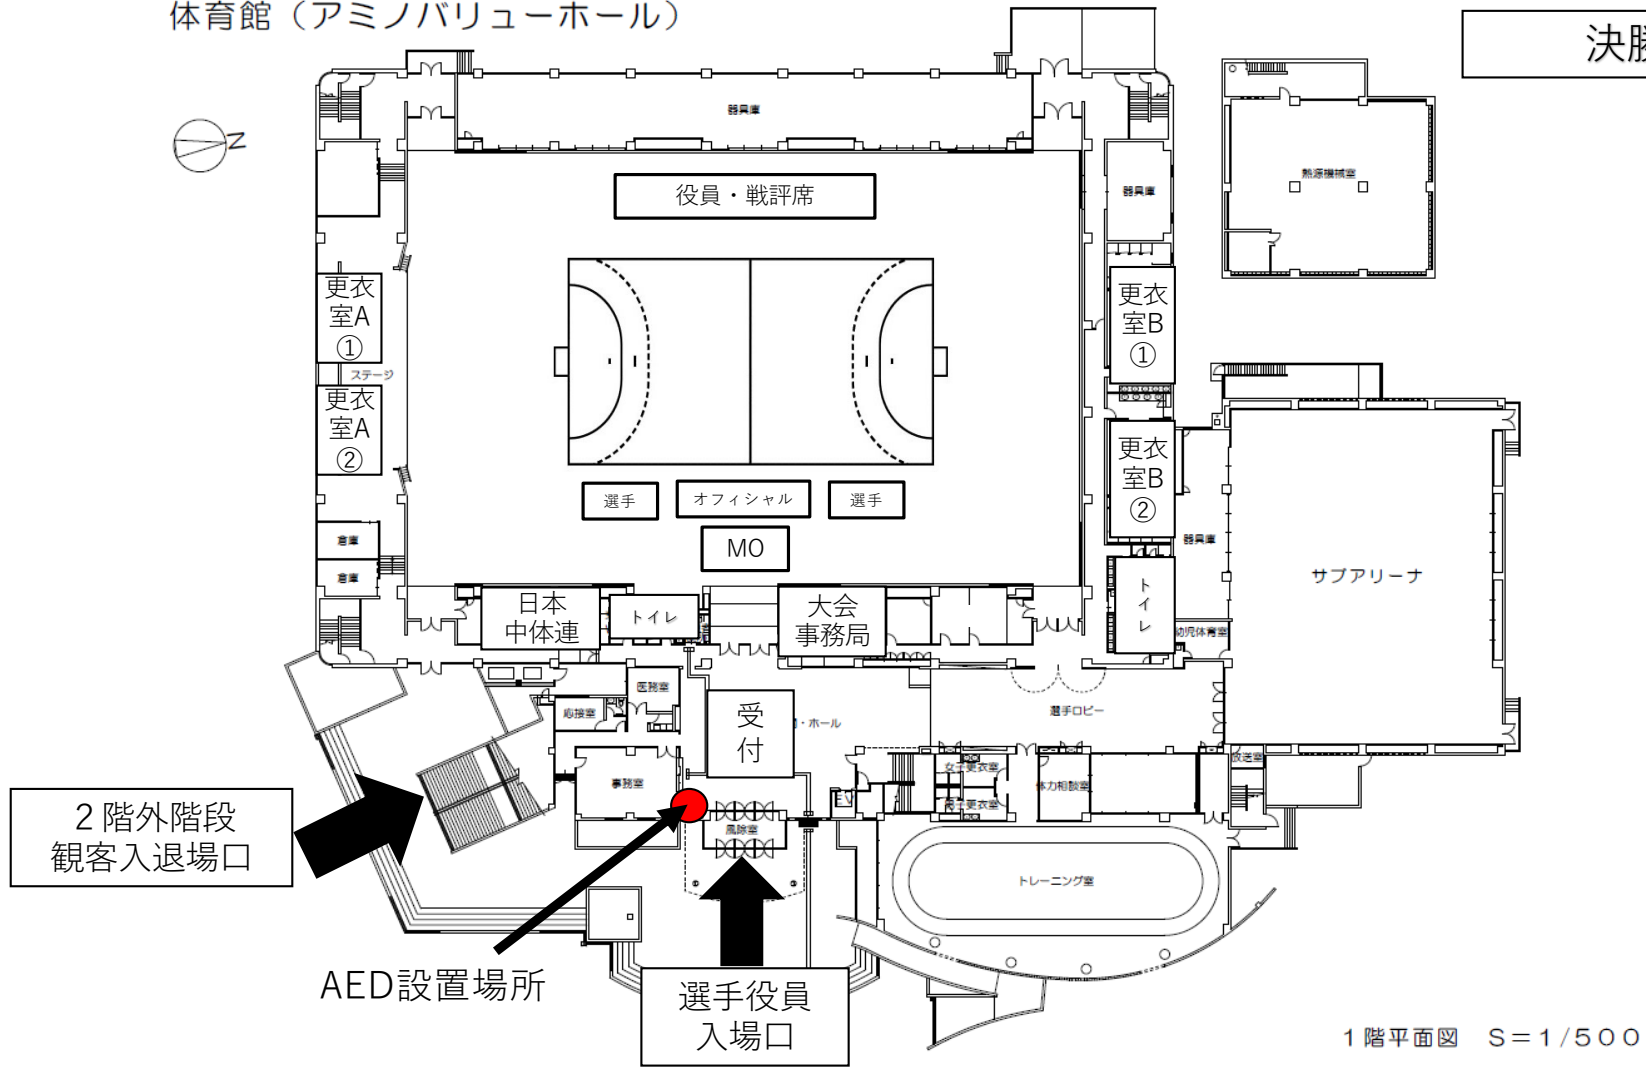 体育館（アミノバリューホール）
決勝
N
器具庫
役員・戦評席
器具庫
熱源機械室
更衣
室A
①
更衣
室B
①
ステージ
更衣
室A
②
更衣
室B
②
選手
オフィシャル
選手
MO
倉庫
倉庫
器具庫
サブアリーナ
日本
中体連
トイレ
大会
事務局
トイレ
幼児体育室
医務室
応接室
受
付
・ホール
選手ロビー
事務室
女子更衣室
男子更衣室
体力相談室
放送室
EV
風除室
２階外階段
観客入退場口
トレーニング室
AED設置場所
選手役員
入場口
１階平面図　Ｓ＝１/５００